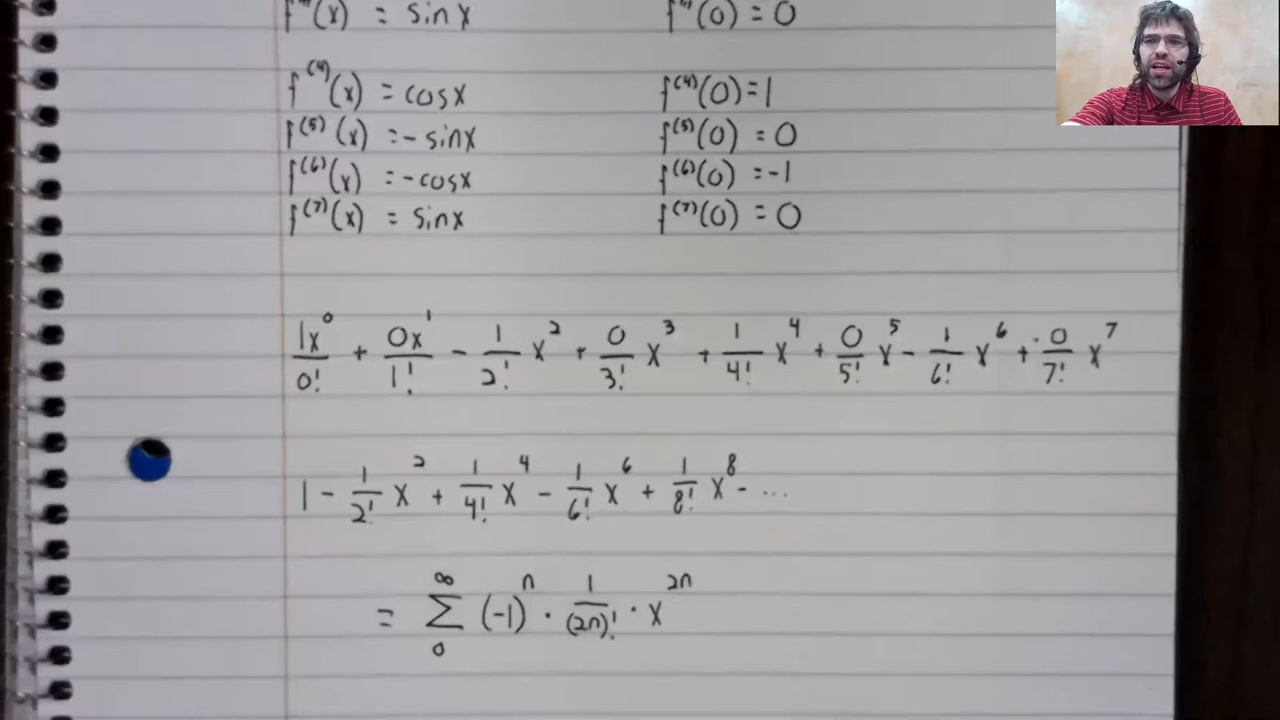 f'''(x) = sin x f'''(0) = 0
f⁽⁴⁾(x) = cos x f⁽⁴⁾(0) = 1
f⁽⁵⁾(x) = - sin x f⁽⁵⁾(0) = 0
f⁽⁶⁾(x) = - cos x f⁽⁶⁾(0) = -1
f⁽⁷⁾(x) = sin x f⁽⁷⁾(0) = 0
1x⁰/0! + 0x¹/1! - 1/2! x² + 0/3! x³ + 1/4! x⁴ + 0/5! x⁵ - 1/6! x⁶ + 0/7! x⁷
1 - 1/2! x² + 1/4! x⁴ - 1/6! x⁶ + 1/8! x⁸ - ...
= ∞ Σ 0 (-1)ⁿ · 1/(2n)! · x²ⁿ